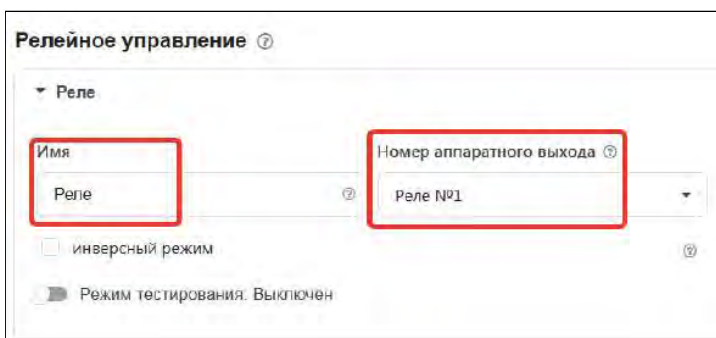 Релейное управление
Реле
Имя
Номер аппаратного выхода
Реле
Реле №1
инверсный режим
Режим тестирования: Выключен